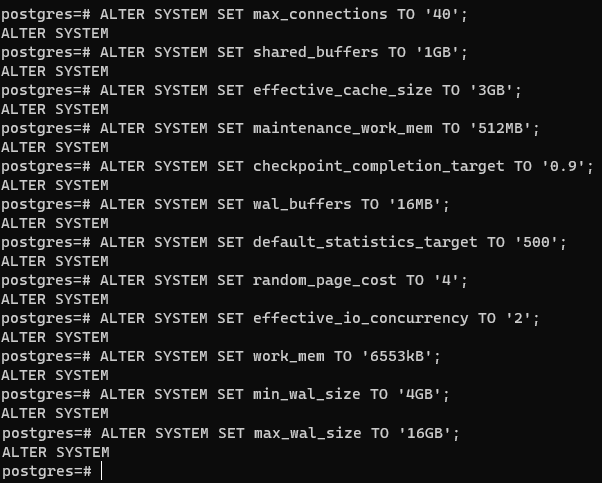 postgres=# ALTER SYSTEM SET max_connections TO '40';
ALTER SYSTEM
postgres=# ALTER SYSTEM SET shared_buffers TO '1GB';
ALTER SYSTEM
postgres=# ALTER SYSTEM SET effective_cache_size TO '3GB';
ALTER SYSTEM
postgres=# ALTER SYSTEM SET maintenance_work_mem TO '512MB';
ALTER SYSTEM
postgres=# ALTER SYSTEM SET checkpoint_completion_target TO '0.9';
ALTER SYSTEM
postgres=# ALTER SYSTEM SET wal_buffers TO '16MB';
ALTER SYSTEM
postgres=# ALTER SYSTEM SET default_statistics_target TO '500';
ALTER SYSTEM
postgres=# ALTER SYSTEM SET random_page_cost TO '4';
ALTER SYSTEM
postgres=# ALTER SYSTEM SET effective_io_concurrency TO '2';
ALTER SYSTEM
postgres=# ALTER SYSTEM SET work_mem TO '6553kB';
ALTER SYSTEM
postgres=# ALTER SYSTEM SET min_wal_size TO '4GB';
ALTER SYSTEM
postgres=# ALTER SYSTEM SET max_wal_size TO '16GB';
ALTER SYSTEM
postgres=#